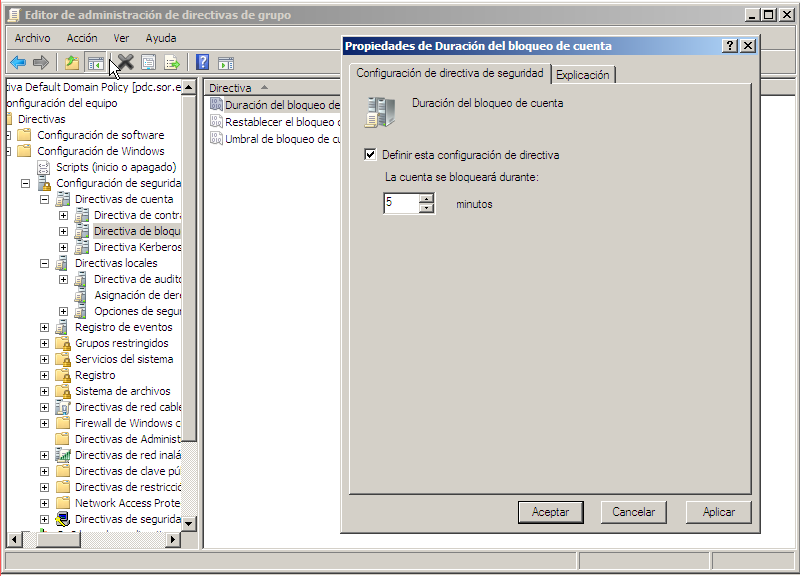 Editor de administración de directivas de grupo
Archivo Acción Ver Ayuda
tiva Default Domain Policy [pdc.sor.e
onfiguración del equipo
Directivas
Configuración de software
Configuración de Windows
Scripts (inicio o apagado)
Configuración de segurida
Directivas de cuenta
Directiva de contra
Directiva de bloqu
Directiva Kerberos
Directivas locales
Directiva de audito
Asignación de dere
Opciones de segur
Registro de eventos
Grupos restringidos
Servicios del sistema
Registro
Sistema de archivos
Directivas de red cable
Firewall de Windows c
Directivas de Administ
Directivas de red inalá
Directivas de clave pú
Directivas de restricció
Network Access Prote
Directivas de segurida
Directiva
Duración del bloqueo de
Restablecer el bloqueo
Umbral de bloqueo de cu
Propiedades de Duración del bloqueo de cuenta
Configuración de directiva de seguridad Explicación
Duración del bloqueo de cuenta
Definir esta configuración de directiva
La cuenta se bloqueará durante:
5 minutos
Aceptar Cancelar Aplicar